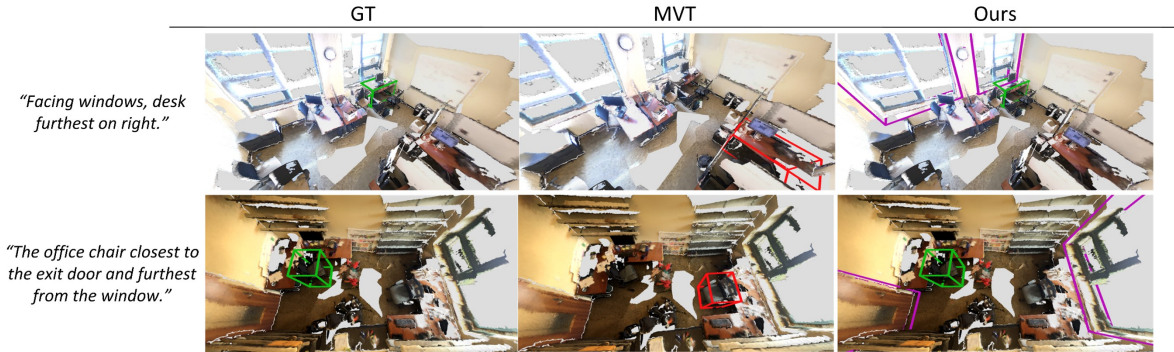 GT MVT Ours
“Facing windows, desk
furthest on right.”
“The office chair closest to
the exit door and furthest
from the window.”